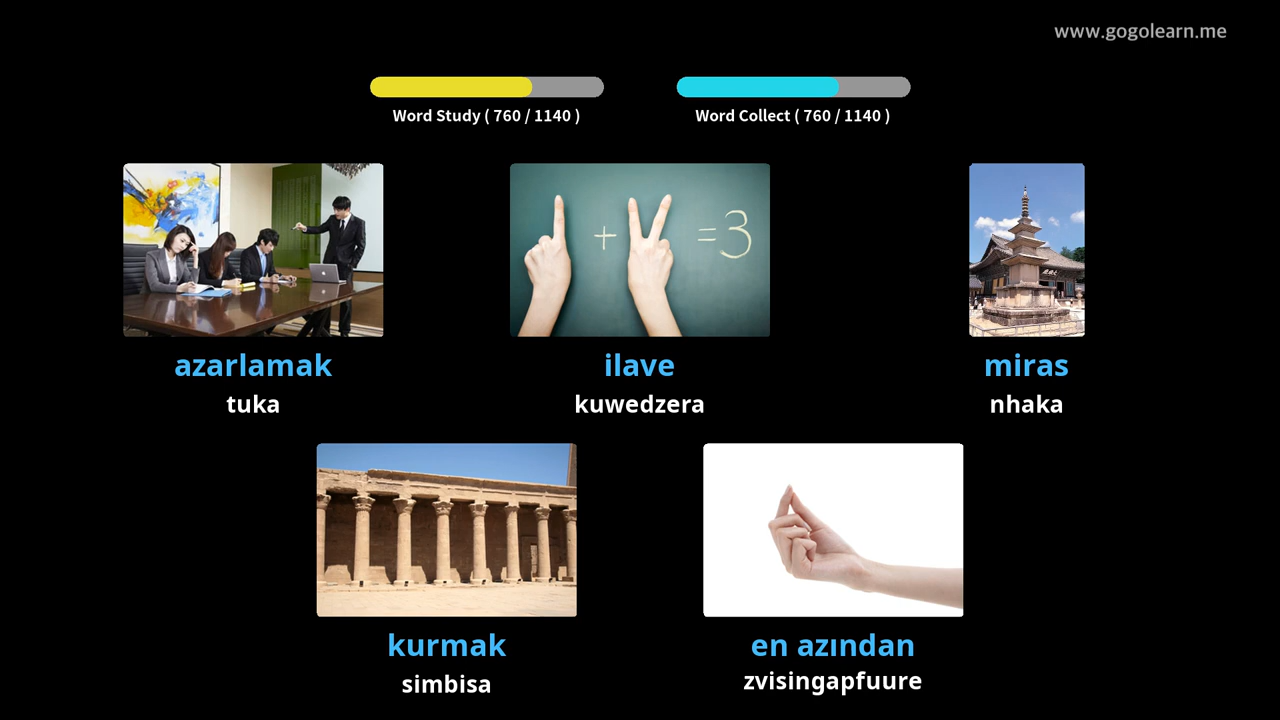 www.gogolearn.me
Word Study ( 760 / 1140 )
Word Collect ( 760 / 1140 )
+ =3
azarlamak
tuka
ilave
kuwedzera
miras
nhaka
kurmak
simbisa
en azından
zvisingapfuure